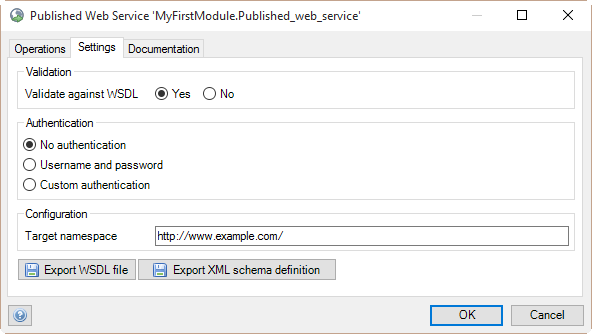 Published Web Service 'MyFirstModule.Published_web_service'
Operations Settings Documentation
Validation
Validate against WSDL Yes No
Authentication
No authentication
Username and password
Custom authentication
Configuration
Target namespace http://www.example.com/
Export WSDL file Export XML schema definition
? OK Cancel